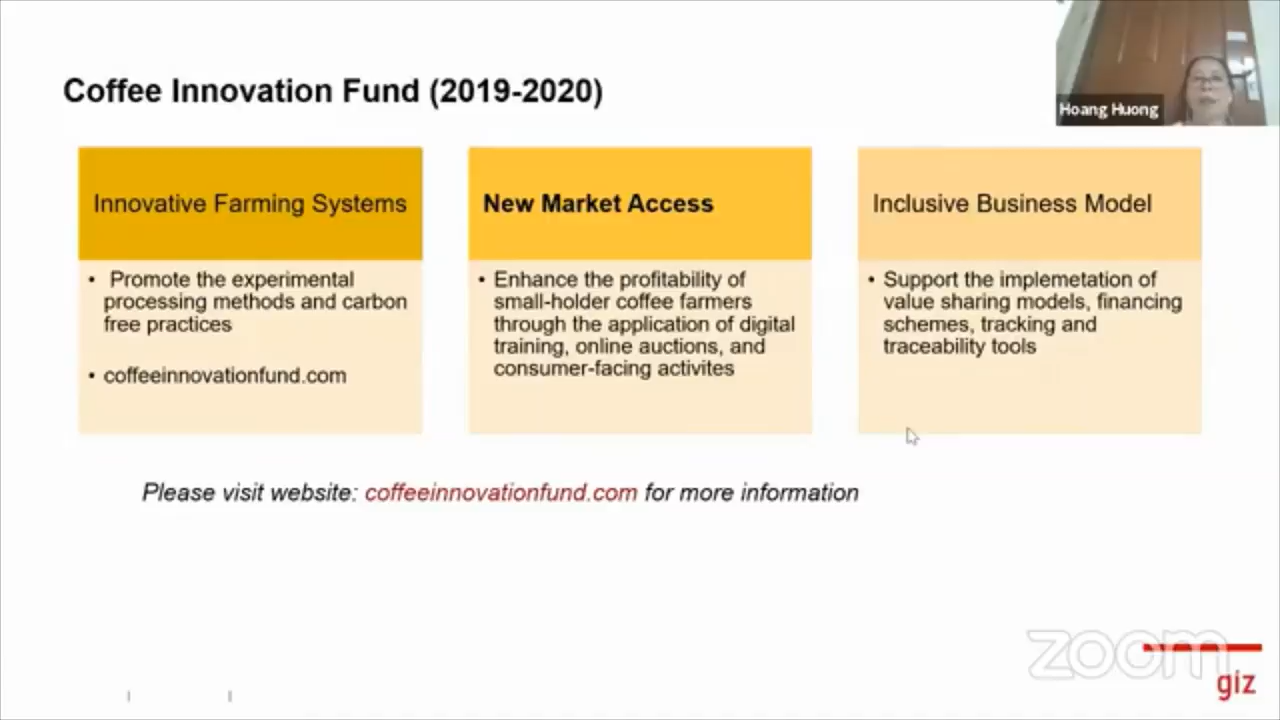 Coffee Innovation Fund (2019-2020)
Hoang Huong
Innovative Farming Systems
• Promote the experimental
processing methods and carbon
free practices
• coffeeinnovationfund.com
New Market Access
• Enhance the profitability of
small-holder coffee farmers
through the application of digital
training, online auctions, and
consumer-facing activites
Inclusive Business Model
• Support the implemetation of
value sharing models, financing
schemes, tracking and
traceability tools
Please visit website: coffeeinnovationfund.com for more information
zoom
giz